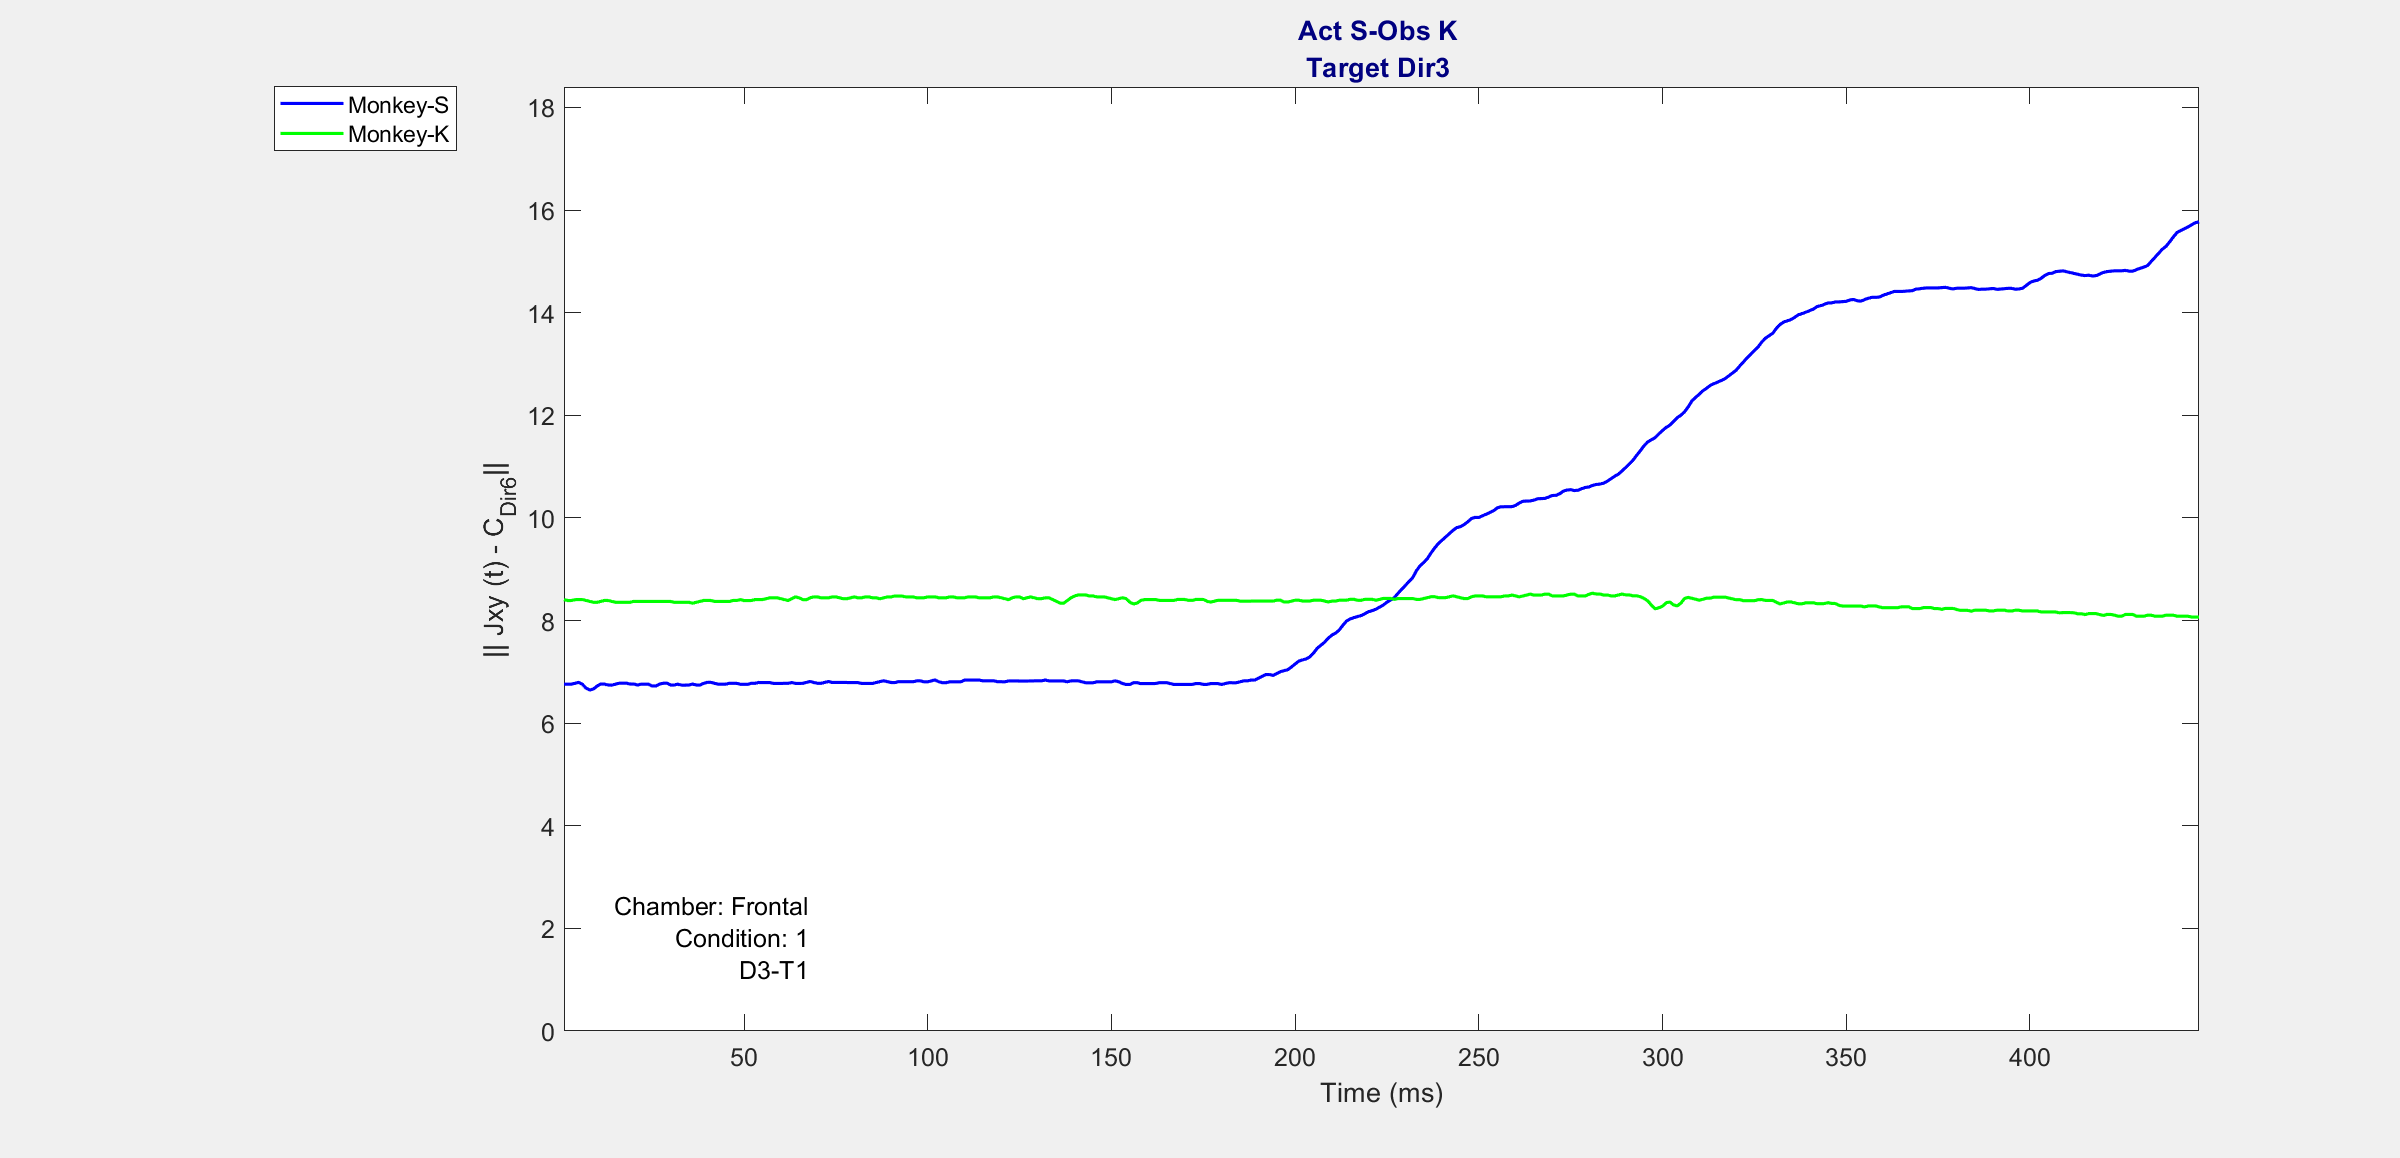 Act S-Obs K
Target Dir3
Monkey-S
Monkey-K
18
16
14
12
10
8
6
4
2
0
|| Jxy (t) - C_Dir6||
Chamber: Frontal
Condition: 1
D3-T1
50 100 150 200 250 300 350 400
Time (ms)